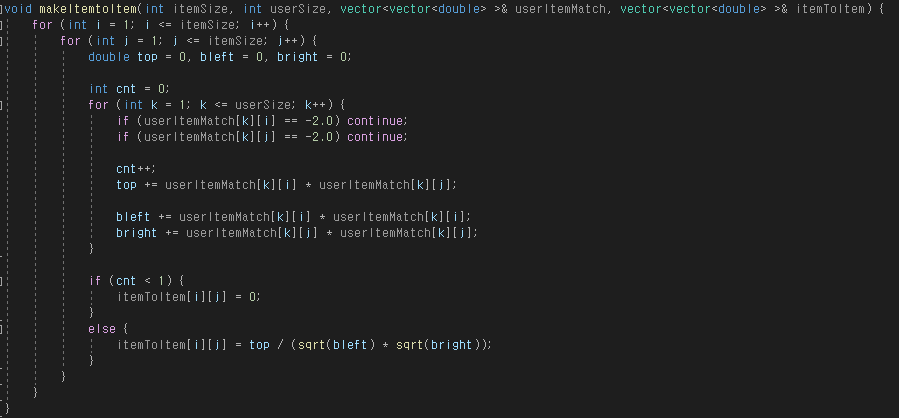 void makeItemtoItem(int itemSize, int userSize, vector<vector<double> >& userItemMatch, vector<vector<double> >& itemToItem) {
for (int i = 1; i <= itemSize; i++) {
for (int j = 1; j <= itemSize; j++) {
double top = 0, bleft = 0, bright = 0;
int cnt = 0;
for (int k = 1; k <= userSize; k++) {
if (userItemMatch[k][i] == -2.0) continue;
if (userItemMatch[k][j] == -2.0) continue;
cnt++;
top += userItemMatch[k][i] * userItemMatch[k][j];
bleft += userItemMatch[k][i] * userItemMatch[k][i];
bright += userItemMatch[k][j] * userItemMatch[k][j];
}
if (cnt < 1) {
itemToItem[i][j] = 0;
}
else {
itemToItem[i][j] = top / (sqrt(bleft) * sqrt(bright));
}
}
}
}